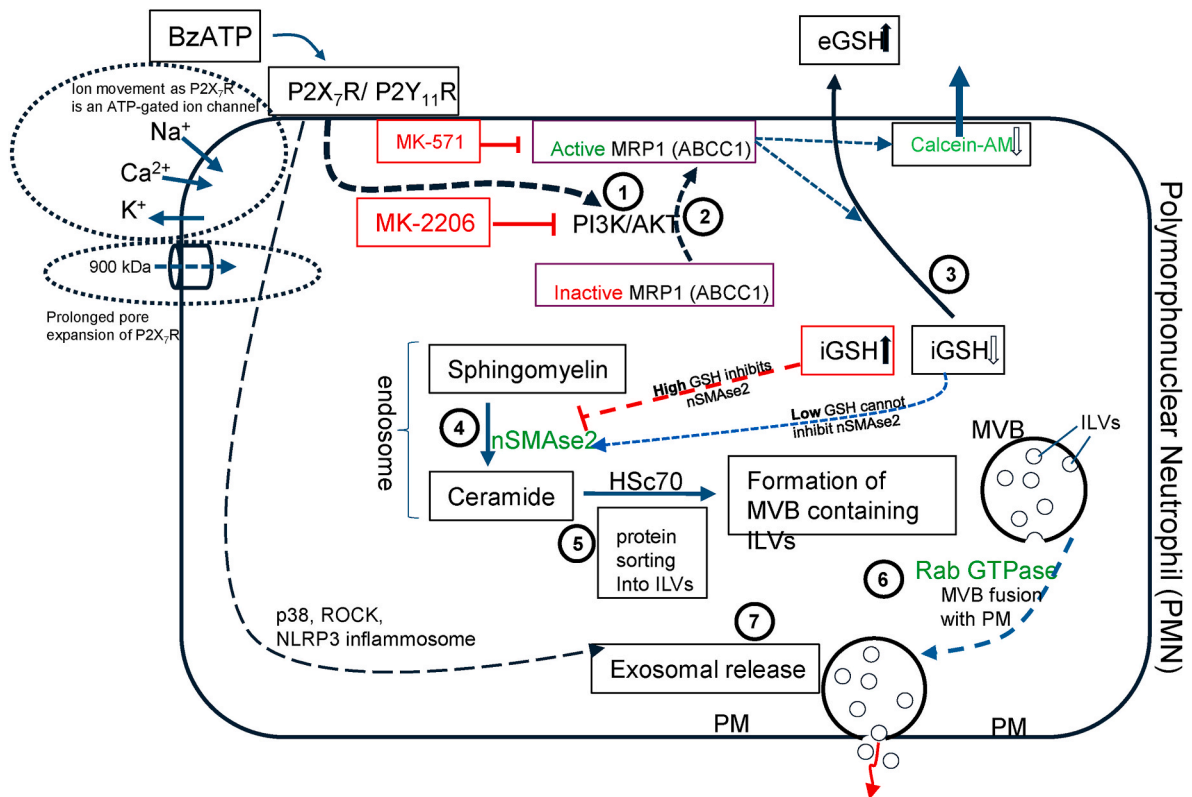 BzATP
eGSH
Ion movement as P2X7R
is an ATP-gated ion channel
P2X7R/ P2Y11R
Na+
Ca2+
K+
MK-571
Active MRP1 (ABCC1)
Calcein-AM
1
2
MK-2206
PI3K/AKT
900 kDa
Inactive MRP1 (ABCC1)
3
Prolonged pore
expansion of P2X7R
iGSH
iGSH
endosome
Sphingomyelin
High GSH inhibits
nSMAse2
Low GSH cannot
inhibit nSMAse2
4
nSMAse2
MVB
ILVs
Ceramide
HSc70
Formation of
MVB containing
ILVs
5
protein
sorting
Into ILVs
6
Rab GTPase
MVB fusion
with PM
p38, ROCK,
NLRP3 inflammosome
7
Exosomal release
PM
PM
Polymorphonuclear Neutrophil (PMN)